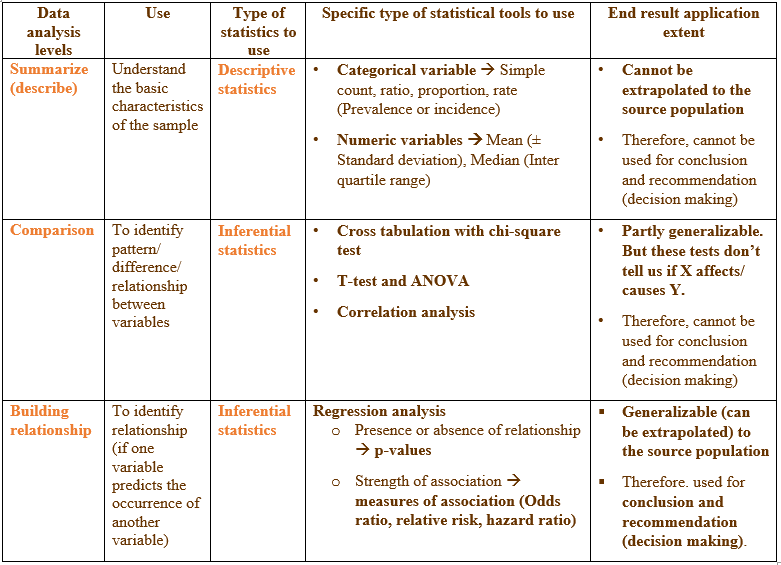 Data
analysis
levels
Use
Type of
statistics to
use
Specific type of statistical tools to use
End result application
extent
Summarize
(describe)
Understand
the basic
characteristics
of the sample
Descriptive
statistics
• Categorical variable → Simple
count, ratio, proportion, rate
(Prevalence or incidence)
• Numeric variables → Mean (±
Standard deviation), Median (Inter
quartile range)
• Cannot be
extrapolated to the
source population
• Therefore, cannot be
used for conclusion
and recommendation
(decision making)
Comparison
To identify
pattern/
difference/
relationship
between
variables
Inferential
statistics
• Cross tabulation with chi-square
test
• T-test and ANOVA
• Correlation analysis
• Partly generalizable.
But these tests don't
tell us if X affects/
causes Y.
• Therefore, cannot be
used for conclusion
and recommendation
(decision making)
Building
relationship
To identify
relationship
(if one
variable
predicts the
occurrence of
another
variable)
Inferential
statistics
Regression analysis
o Presence or absence of relationship
→ p-values
o Strength of association →
measures of association (Odds
ratio, relative risk, hazard ratio)
▪ Generalizable (can
be extrapolated) to
the source population
▪ Therefore. used for
conclusion and
recommendation
(decision making).